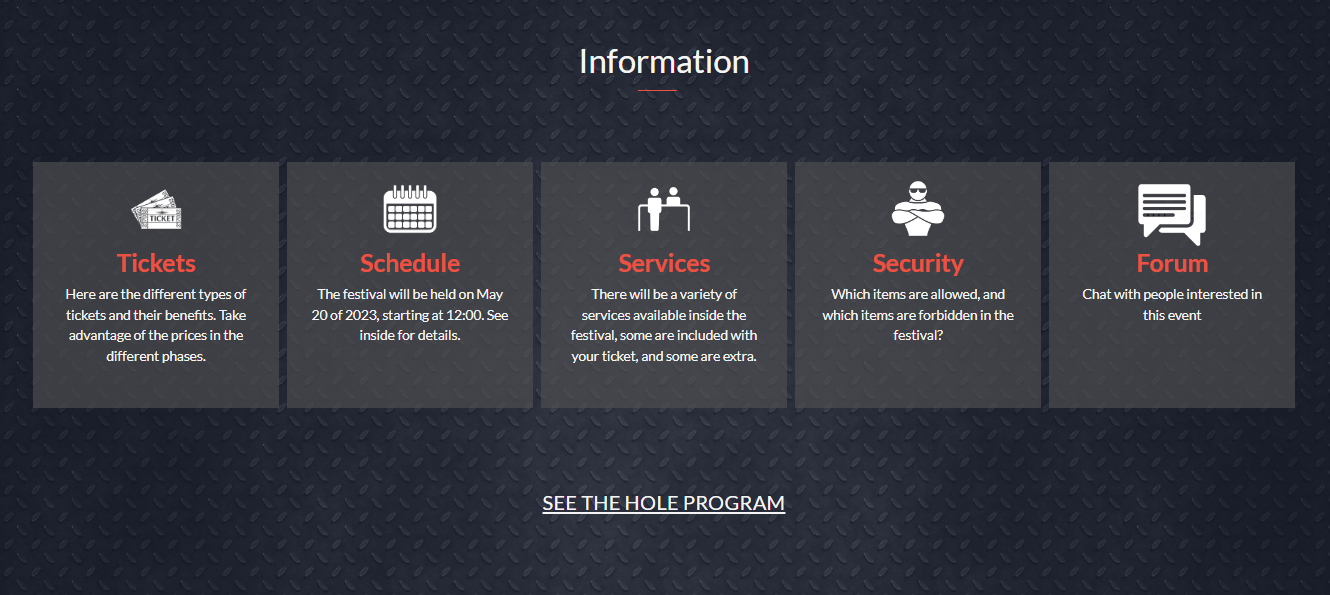 Information
TICKET
Tickets
Here are the different types of
tickets and their benefits. Take
advantage of the prices in the
different phases.
Schedule
The festival will be held on May
20 of 2023, starting at 12:00. See
inside for details.
Services
There will be a variety of
services available inside the
festival, some are included with
your ticket, and some are extra.
Security
Which items are allowed, and
which items are forbidden in the
festival?
Forum
Chat with people interested in
this event
SEE THE HOLE PROGRAM